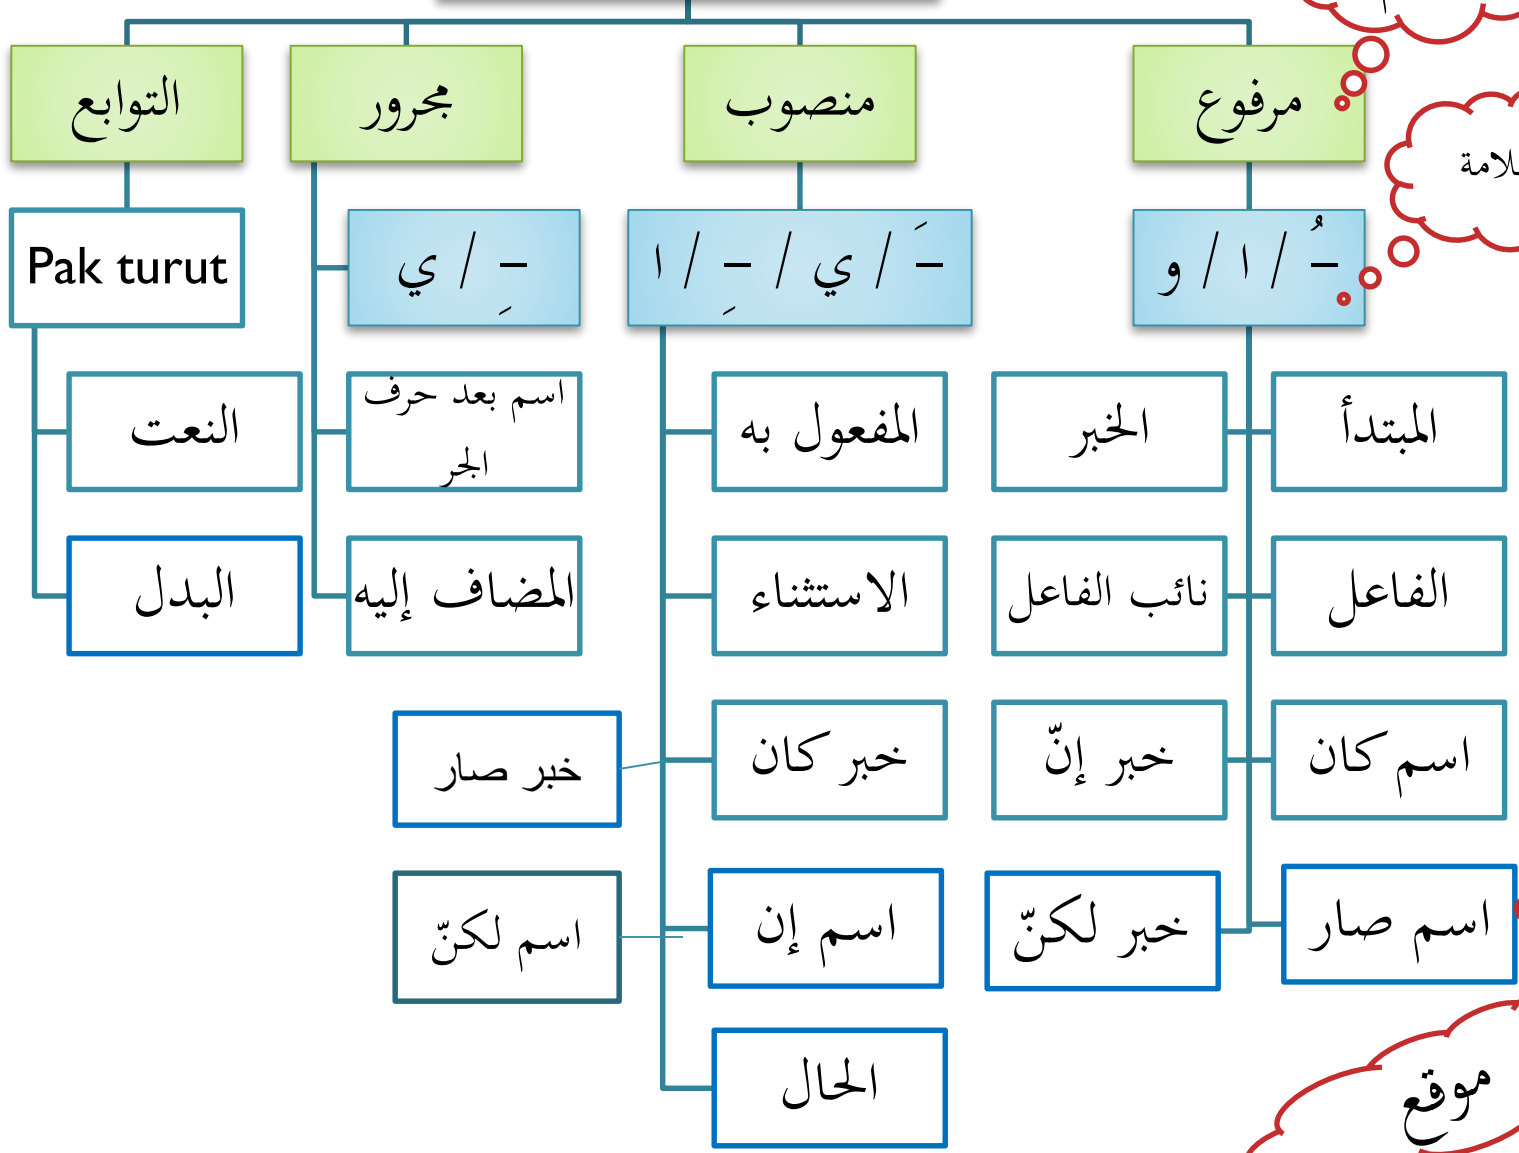 مرفوع
منصوب
مجرور
التوابع
علامة
ـُ / ا / و
ـَ / ي / ـِ / ا
ـِ / ي
Pak turut
المبتدأ
الخبر
المفعول به
اسم بعد حرف
الجر
النعت
الفاعل
نائب الفاعل
الاستثناء
المضاف إليه
البدل
اسم كان
خبر إنّ
خبر كان
خبر صار
اسم صار
خبر لكنّ
اسم إن
اسم لكنّ
الحال
موقع